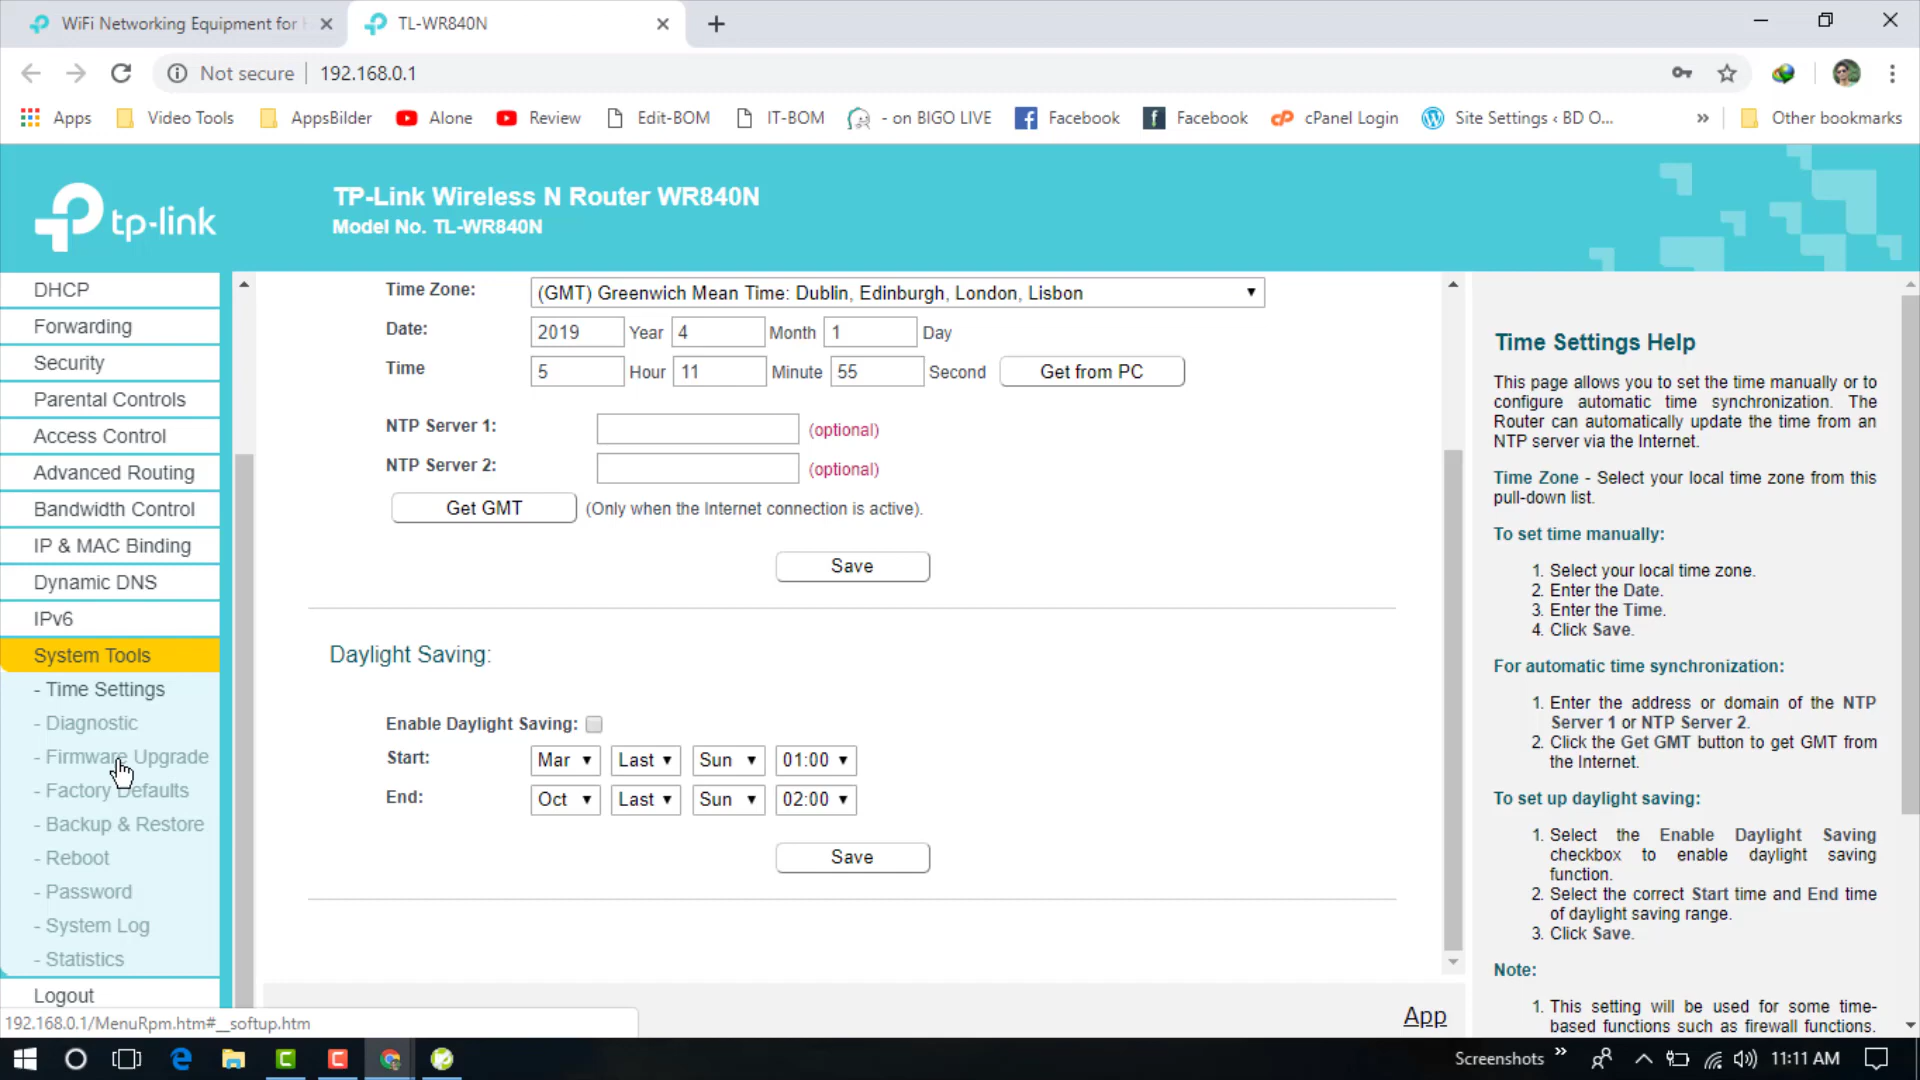 WiFi Networking Equipment for
TL-WR840N
Not secure
192.168.0.1
Apps
Video Tools
AppsBilder
Alone
Review
Edit-BOM
IT-BOM
- on BIGO LIVE
Facebook
Facebook
cPanel Login
Site Settings ‹ BD O...
»
Other bookmarks
tp-link
TP-Link Wireless N Router WR840N
Model No. TL-WR840N
DHCP
Forwarding
Security
Parental Controls
Access Control
Advanced Routing
Bandwidth Control
IP & MAC Binding
Dynamic DNS
IPv6
System Tools
- Time Settings
- Diagnostic
- Firmware Upgrade
- Factory Defaults
- Backup & Restore
- Reboot
- Password
- System Log
- Statistics
Logout
192.168.0.1/MenuRpm.htm#__softup.htm
Time Zone: (GMT) Greenwich Mean Time: Dublin, Edinburgh, London, Lisbon
Date: 2019 Year 4 Month 1 Day
Time 5 Hour 11 Minute 55 Second Get from PC
NTP Server 1: (optional)
NTP Server 2: (optional)
Get GMT (Only when the Internet connection is active).
Save
Daylight Saving:
Enable Daylight Saving:
Start: Mar Last Sun 01:00
End: Oct Last Sun 02:00
Save
App
Time Settings Help
This page allows you to set the time manually or to
configure automatic time synchronization. The
Router can automatically update the time from an
NTP server via the Internet.
Time Zone - Select your local time zone from this
pull-down list.
To set time manually:
1. Select your local time zone.
2. Enter the Date.
3. Enter the Time.
4. Click Save.
For automatic time synchronization:
1. Enter the address or domain of the NTP
Server 1 or NTP Server 2.
2. Click the Get GMT button to get GMT from
the Internet.
To set up daylight saving:
1. Select the Enable Daylight Saving
checkbox to enable daylight saving
function.
2. Select the correct Start time and End time
of daylight saving range.
3. Click Save.
Note:
1. This setting will be used for some time-
based functions such as firewall functions.
Screenshots » 11:11 AM